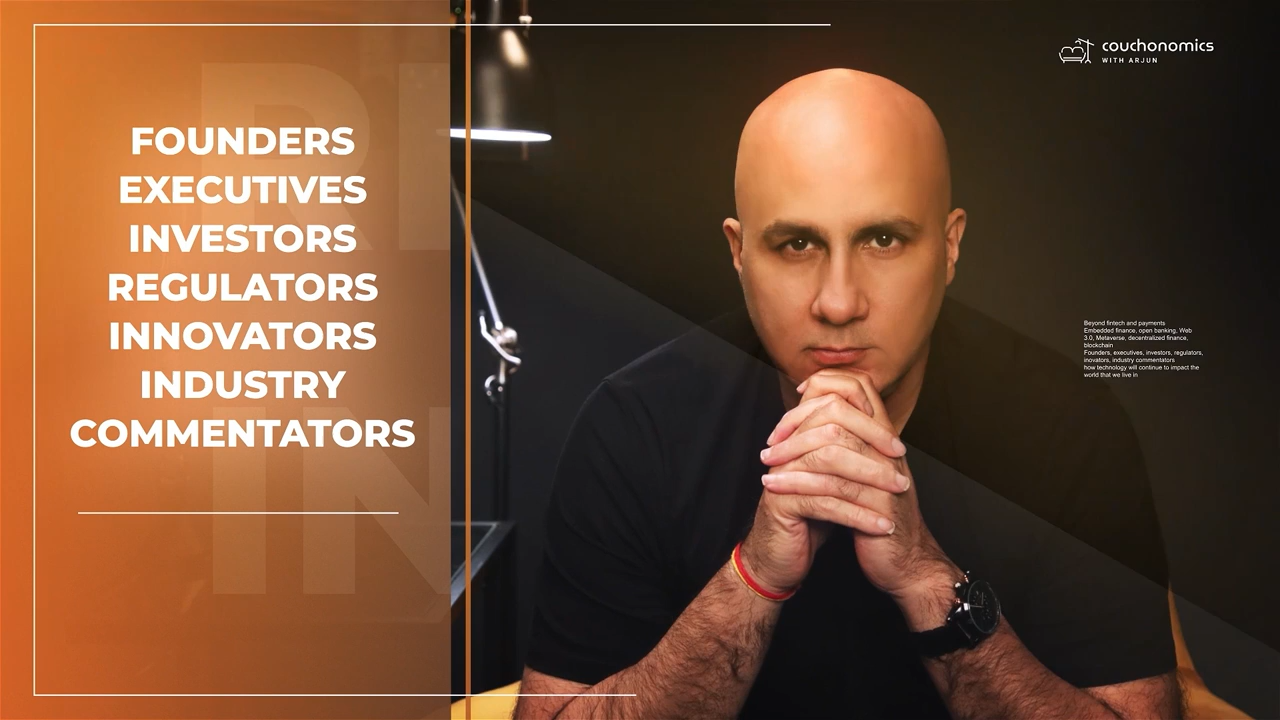 FOUNDERS
EXECUTIVES
INVESTORS
REGULATORS
INNOVATORS
INDUSTRY
COMMENTATORS
couchonomics
WITH ARJUN
Beyond fintech and payments
Embedded finance, open banking, Web
3.0, Metaverse, decentralized finance,
blockchain
Founders, executives, investors, regulators,
inovators, industry commentators
how technology will continue to impact the
world that we live in